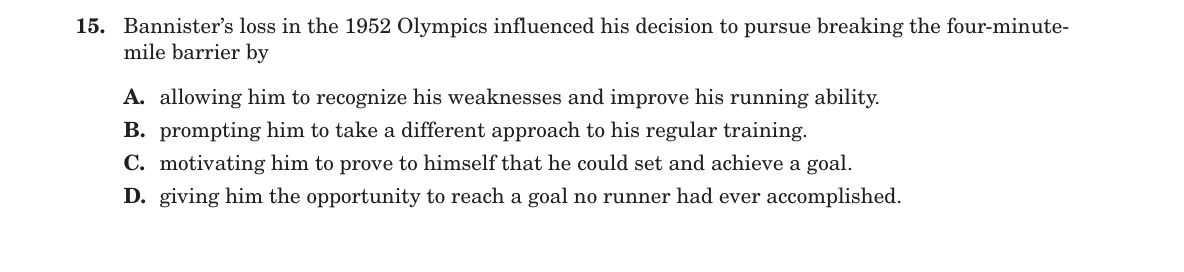 15. Bannister’s loss in the 1952 Olympics influenced his decision to pursue breaking the four-minute-
mile barrier by
A. allowing him to recognize his weaknesses and improve his running ability.
B. prompting him to take a different approach to his regular training.
C. motivating him to prove to himself that he could set and achieve a goal.
D. giving him the opportunity to reach a goal no runner had ever accomplished.